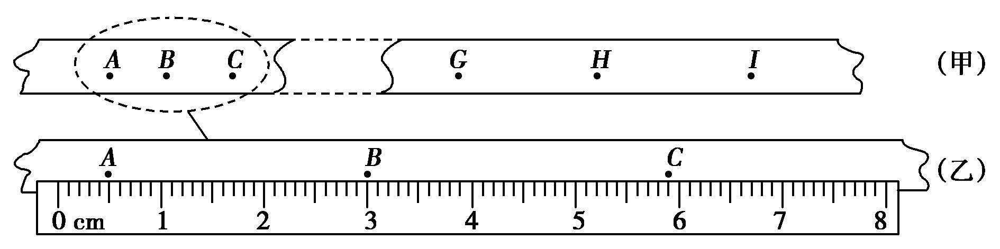 A B C G H I (甲)
A B C (乙)
0 cm 1 2 3 4 5 6 7 8